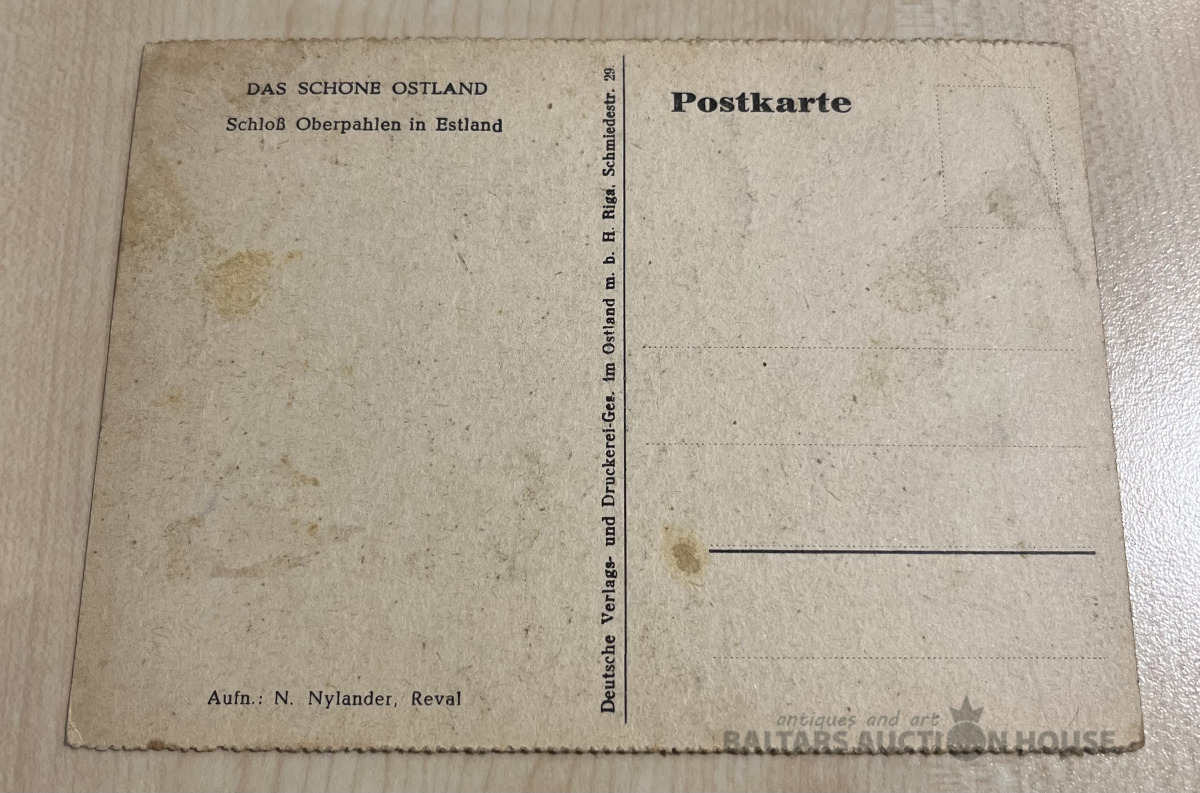 DAS SCHÖNE OSTLAND
Schloß Oberpahlen in Estland
Aufn.: N. Nylander, Reval
Deutsche Verlags- und Druckerei-Ges. im Ostland m. b. H. Riga, Schmiedestr. 29.
Postkarte
antiques and art
BALTARS AUCTION HOUSE